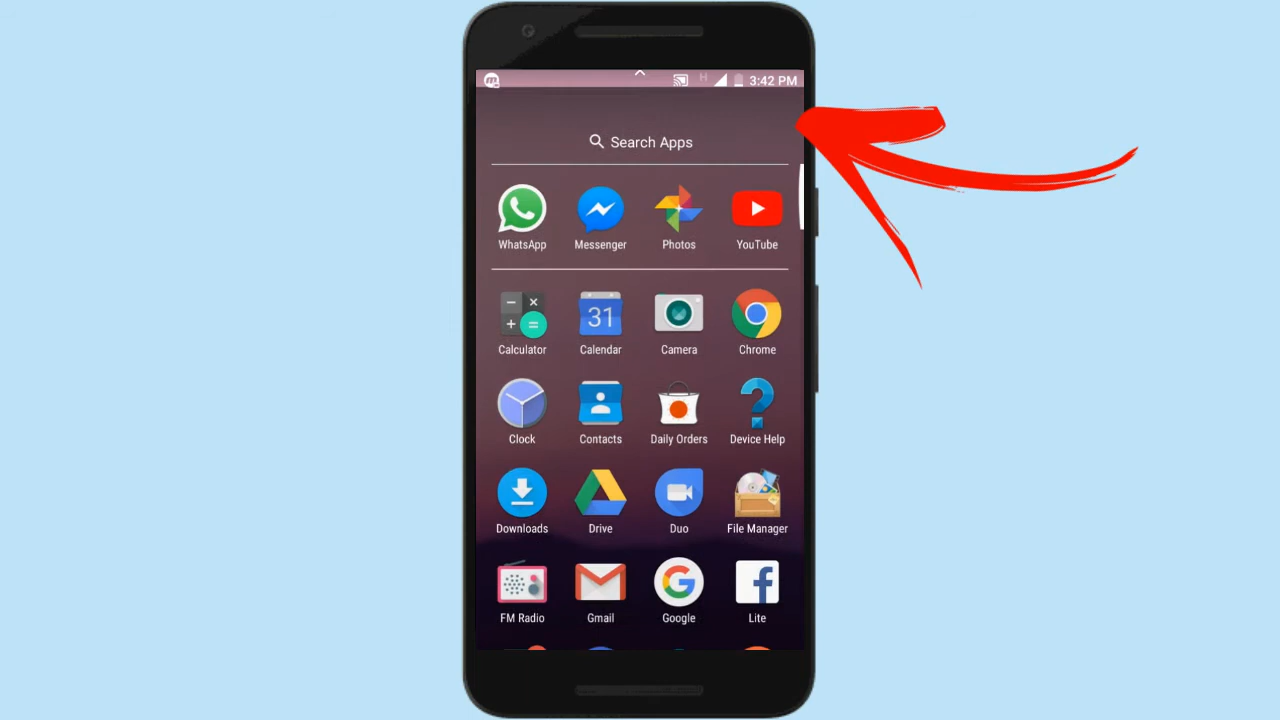 H 3:42 PM
Search Apps
WhatsApp Messenger Photos YouTube
31
Calculator Calendar Camera Chrome
Clock Contacts Daily Orders Device Help
Downloads Drive Duo File Manager
FM Radio Gmail Google Lite